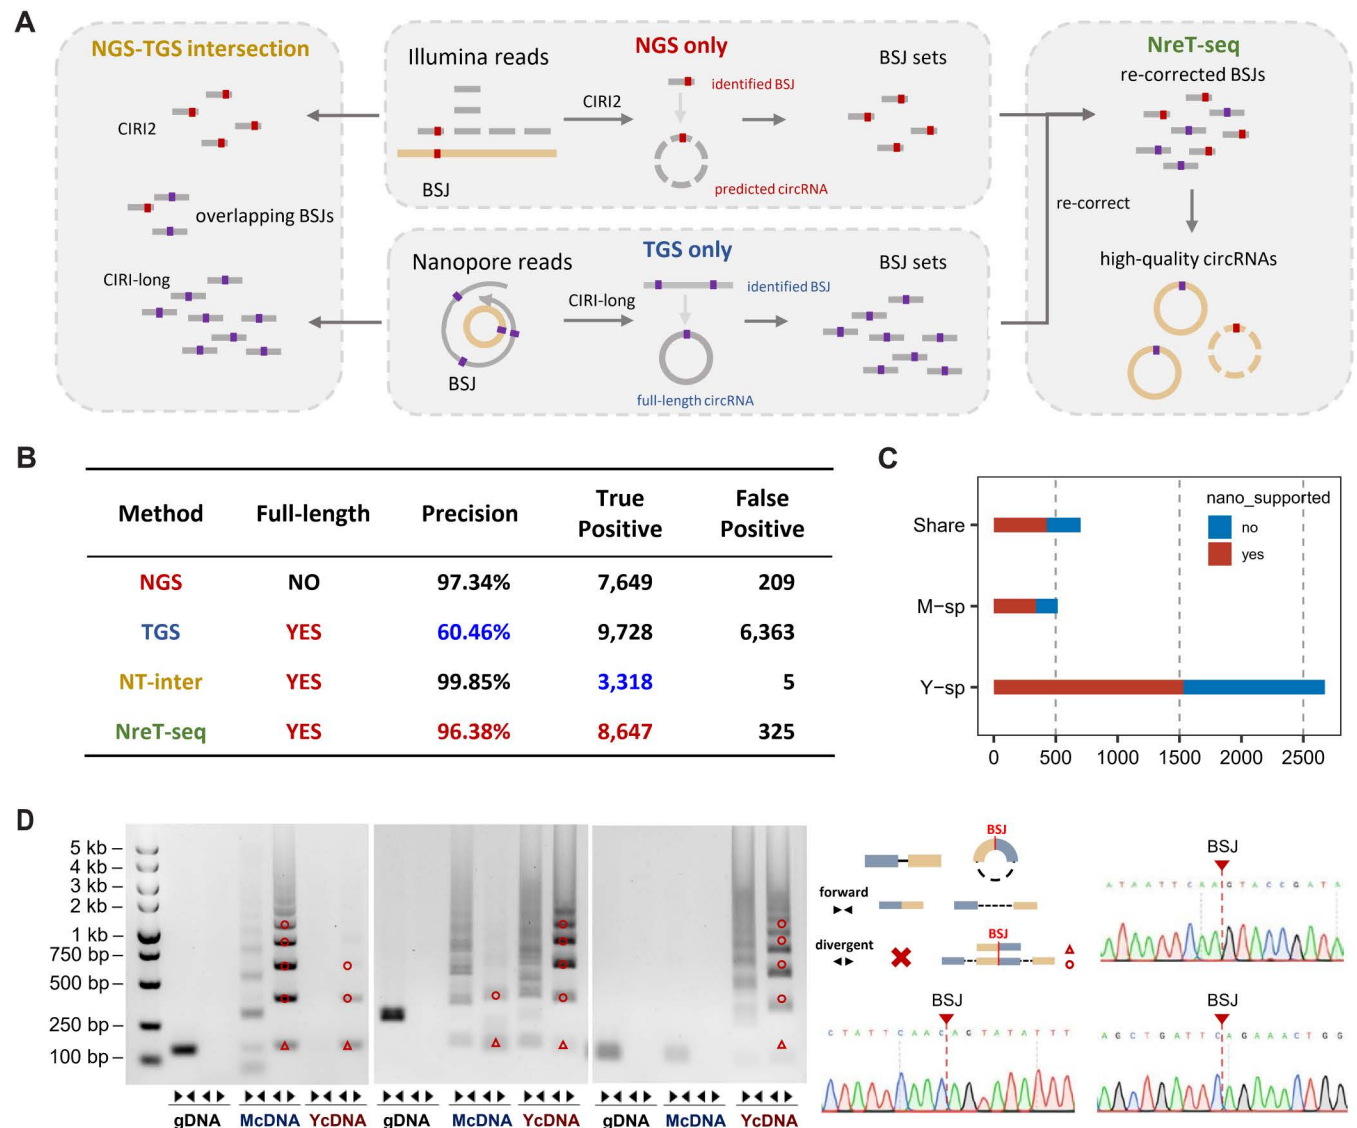 A
NGS-TGS intersection
CIRI2
overlapping BSJs
CIRI-long
NGS only
Illumina reads
BSJ
CIRI2
identified BSJ
predicted circRNA
BSJ sets
TGS only
Nanopore reads
BSJ
CIRI-long
identified BSJ
full-length circRNA
BSJ sets
re-correct
NreT-seq
re-corrected BSJs
high-quality circRNAs
B
Method Full-length Precision True Positive False Positive
NGS NO 97.34% 7,649 209
TGS YES 60.46% 9,728 6,363
NT-inter YES 99.85% 3,318 5
NreT-seq YES 96.38% 8,647 325
C
nano_supported
no
yes
Share
M-sp
Y-sp
0 500 1000 1500 2000 2500
D
5 kb
4 kb
3 kb
2 kb
1 kb
750 bp
500 bp
250 bp
100 bp
gDNA McDNA YcDNA
gDNA McDNA YcDNA
gDNA McDNA YcDNA
BSJ
forward
divergent
BSJ
BSJ
A T A A T T C A A G T A C C G A T A
BSJ
C T A T T C A A C A G T A T A T T T
BSJ
A G C T G A T T C A G A A A C T G G